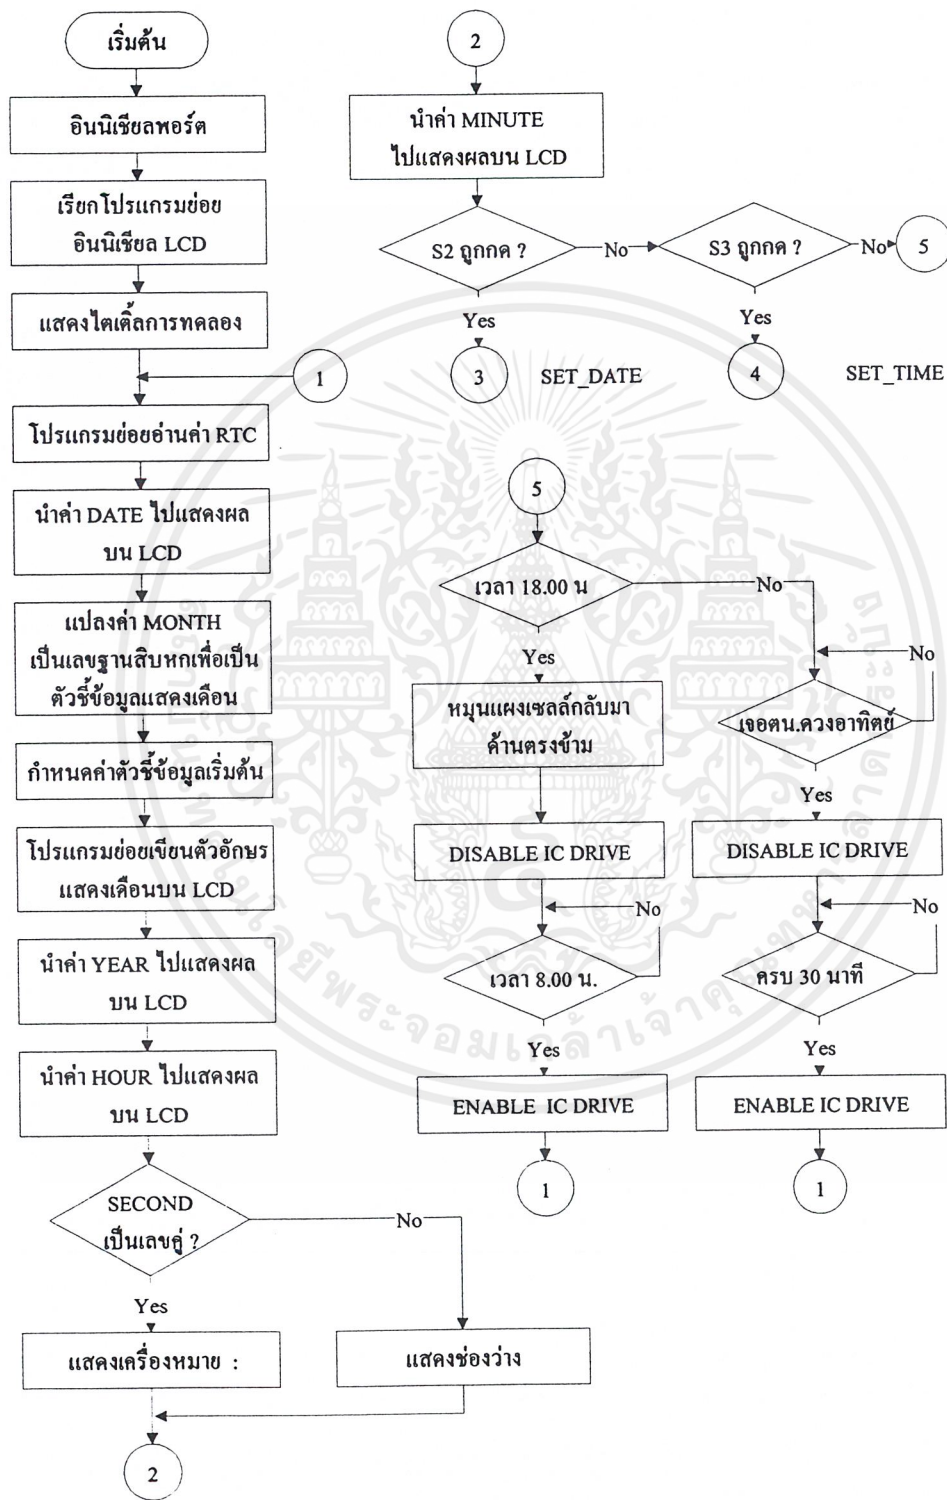 เริ่มต้น
อินนิเชียลพอร์ต
เรียกโปรแกรมย่อย
อินนิเชียล LCD
แสดงไตเติ้ลการทดลอง
1
โปรแกรมย่อยอ่านค่า RTC
นำค่า DATE ไปแสดงผล
บน LCD
แปลงค่า MONTH
เป็นเลขฐานสิบหกเพื่อเป็น
ตัวชี้ข้อมูลแสดงเดือน
กำหนดค่าตัวชี้ข้อมูลเริ่มต้น
โปรแกรมย่อยเขียนตัวอักษร
แสดงเดือนบน LCD
นำค่า YEAR ไปแสดงผล
บน LCD
นำค่า HOUR ไปแสดงผล
บน LCD
SECOND
เป็นเลขคู่ ?
No
Yes
แสดงเครื่องหมาย :
แสดงช่องว่าง
2
2
นำค่า MINUTE
ไปแสดงผลบน LCD
S2 ถูกกด ?
No
S3 ถูกกด ?
No
5
Yes
Yes
3
SET_DATE
4
SET_TIME
5
เวลา 18.00 น
No
Yes
หมุนแผงเซลล์กลับมา
ด้านตรงข้าม
DISABLE IC DRIVE
No
เวลา 8.00 น.
Yes
ENABLE IC DRIVE
1
No
เจอตน.ดวงอาทิตย์
Yes
DISABLE IC DRIVE
No
ครบ 30 นาที
Yes
ENABLE IC DRIVE
1